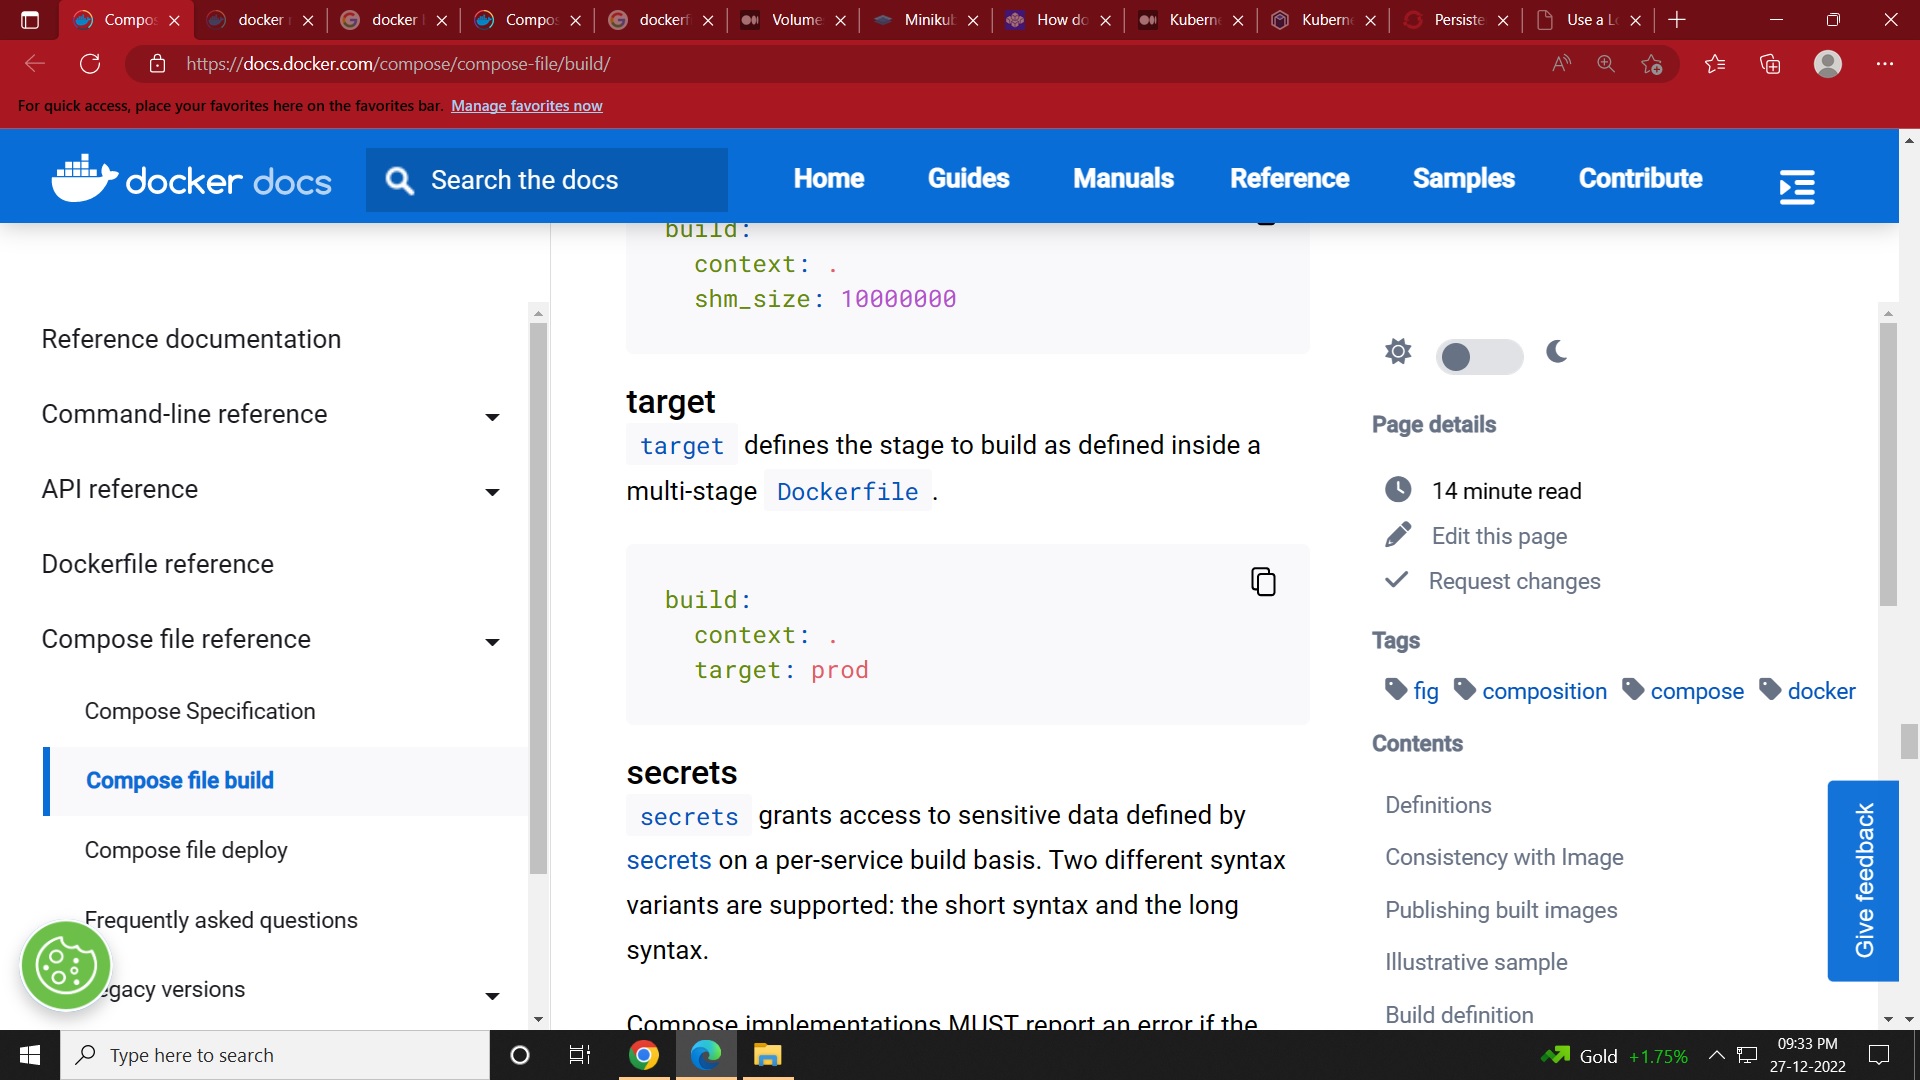 Compos
docker
docker
Compos
dockerf
Volume
Minikub
How do
Kubern
Kubern
Persiste
Use a Lo
https://docs.docker.com/compose/compose-file/build/
For quick access, place your favorites here on the favorites bar. Manage favorites now
docker docs
Search the docs
Home
Guides
Manuals
Reference
Samples
Contribute
Reference documentation
Command-line reference
API reference
Dockerfile reference
Compose file reference
Compose Specification
Compose file build
Compose file deploy
Frequently asked questions
egacy versions
build:
context: .
shm_size: 10000000
target
target defines the stage to build as defined inside a
multi-stage Dockerfile .
build:
context: .
target: prod
secrets
secrets grants access to sensitive data defined by
secrets on a per-service build basis. Two different syntax
variants are supported: the short syntax and the long
syntax.
Compose implementations MUST report an error if the
Page details
14 minute read
Edit this page
Request changes
Tags
fig composition compose docker
Contents
Definitions
Consistency with Image
Publishing built images
Illustrative sample
Build definition
Give feedback
Type here to search
Gold +1.75%
09:33 PM
27-12-2022